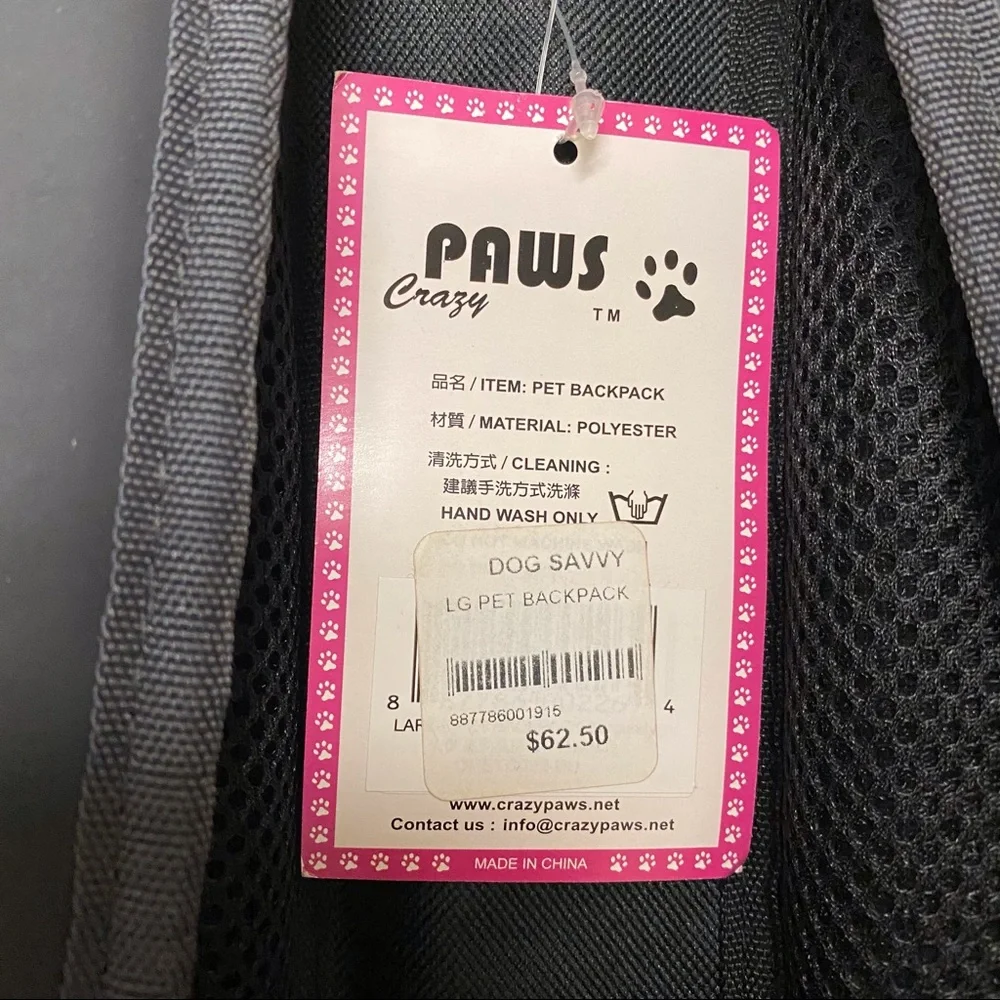 PAWS
Crazy
TM
品名 / ITEM: PET BACKPACK
材質 / MATERIAL: POLYESTER
清洗方式 / CLEANING :
建議手洗方式洗滌
HAND WASH ONLY
DOG SAVVY
LG PET BACKPACK
8 4
887786001915
$62.50
www.crazypaws.net
Contact us : info@crazypaws.net
MADE IN CHINA